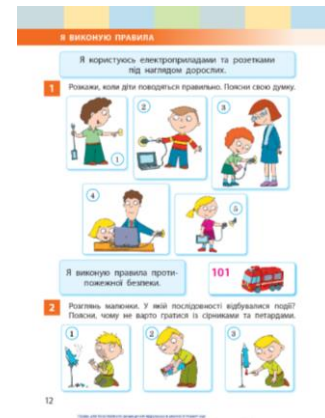 Я ВИКОНУЮ ПРАВИЛА
Я користуюсь електроприладами та розетками
під наглядом дорослих.
1 Розкажи, коли діти поводяться правильно. Поясни свою думку.
1
2
3
4
5
Я виконую правила проти-
пожежної безпеки.
101
2 Розглянь малюнки. У якій послідовності відбувалися події?
Поясни, чому не варто гратися із сірниками та петардами.
1
2
3
12